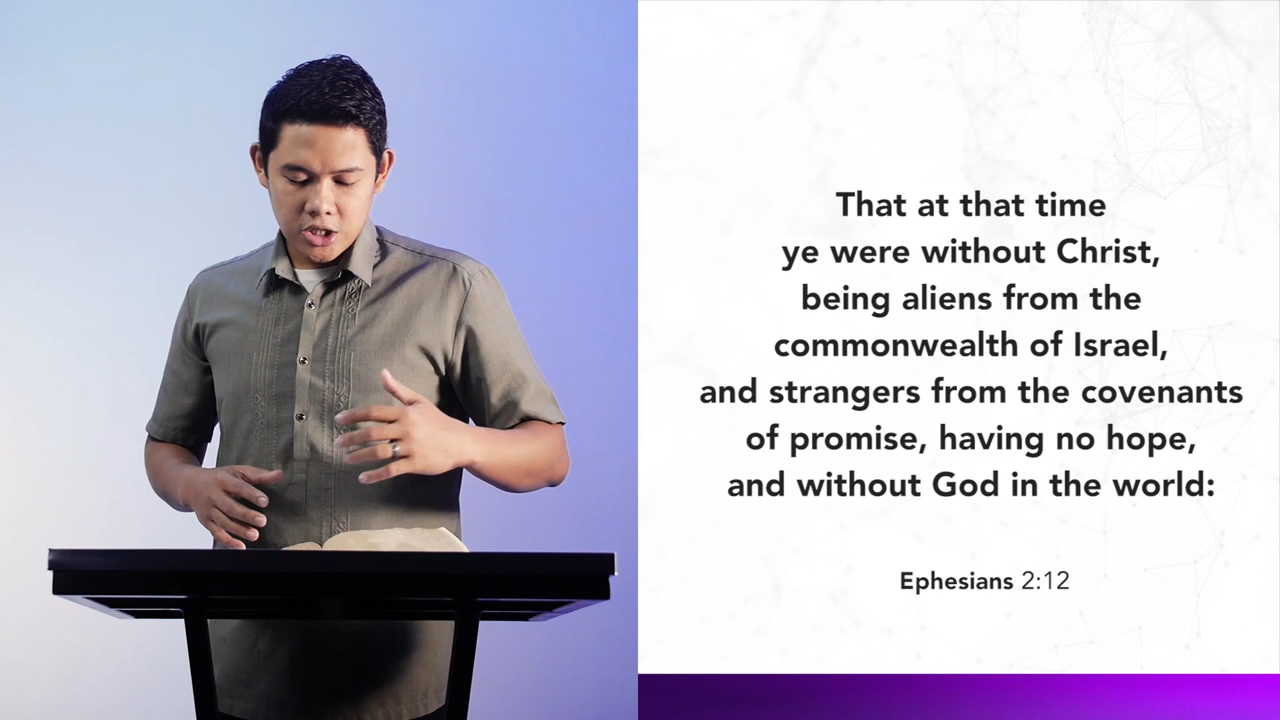 That at that time
ye were without Christ,
being aliens from the
commonwealth of Israel,
and strangers from the covenants
of promise, having no hope,
and without God in the world:
Ephesians 2:12